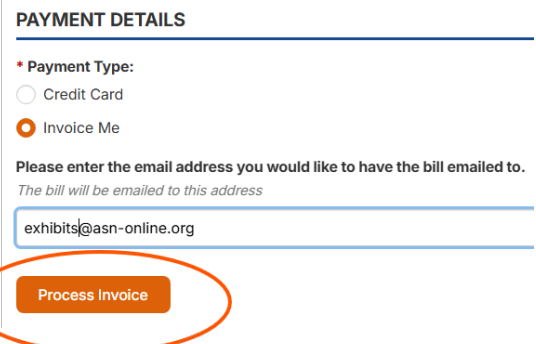 PAYMENT DETAILS
* Payment Type:
Credit Card
Invoice Me
Please enter the email address you would like to have the bill emailed to.
The bill will be emailed to this address
exhibits@asn-online.org
Process Invoice